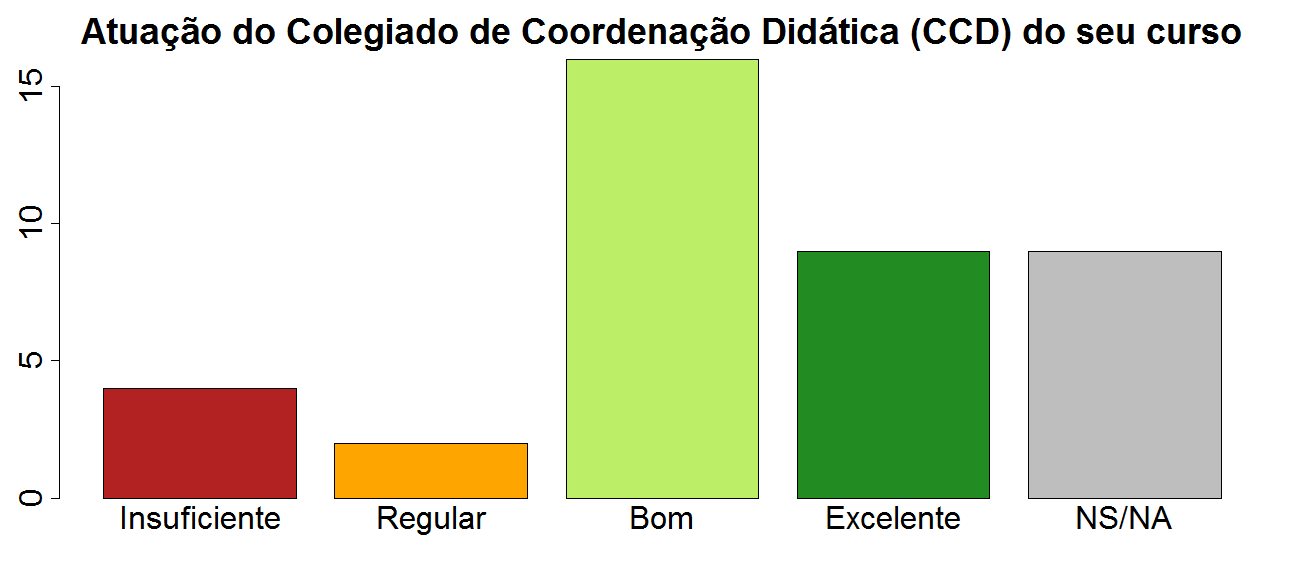 Atuação do Colegiado de Coordenação Didática (CCD) do seu curso
15
10
5
0
Insuficiente Regular Bom Excelente NS/NA